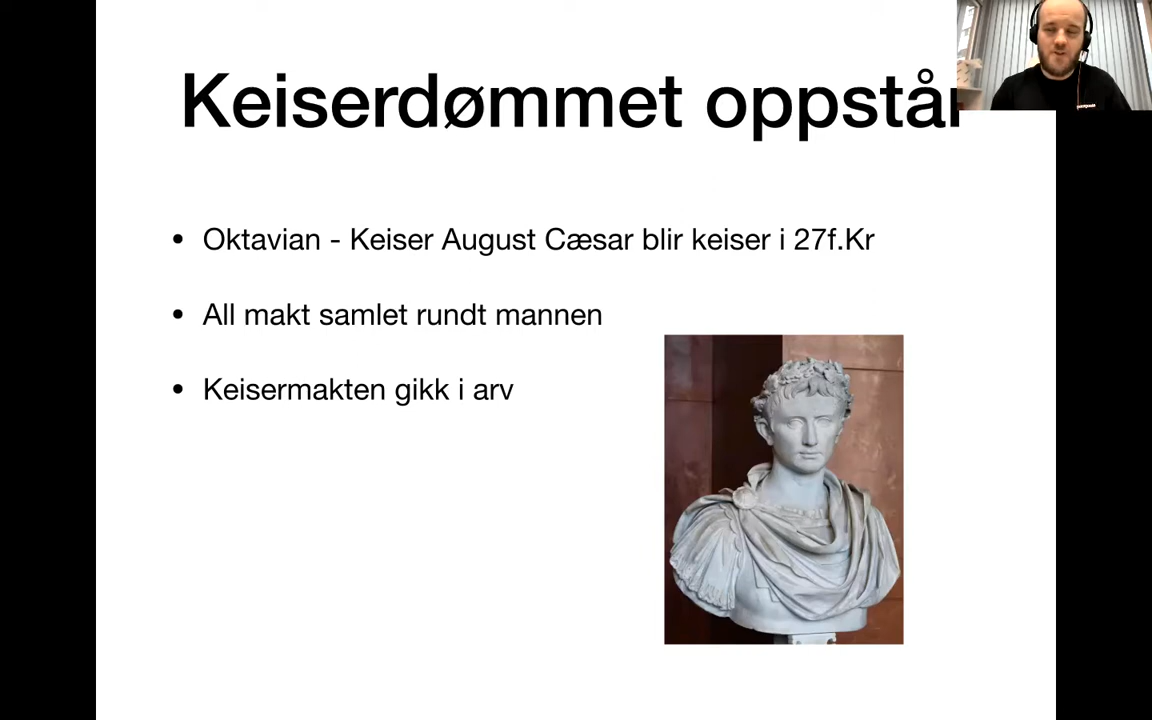 Keiserdømmet oppstår
• Oktavian - Keiser August Cæsar blir keiser i 27f.Kr
• All makt samlet rundt mannen
• Keisermakten gikk i arv